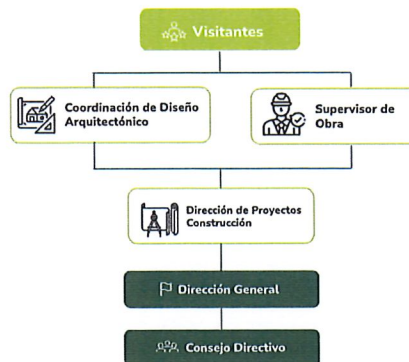 Visitantes
Coordinación de Diseño
Arquitectónico
Supervisor de
Obra
Dirección de Proyectos
Construcción
Dirección General
Consejo Directivo